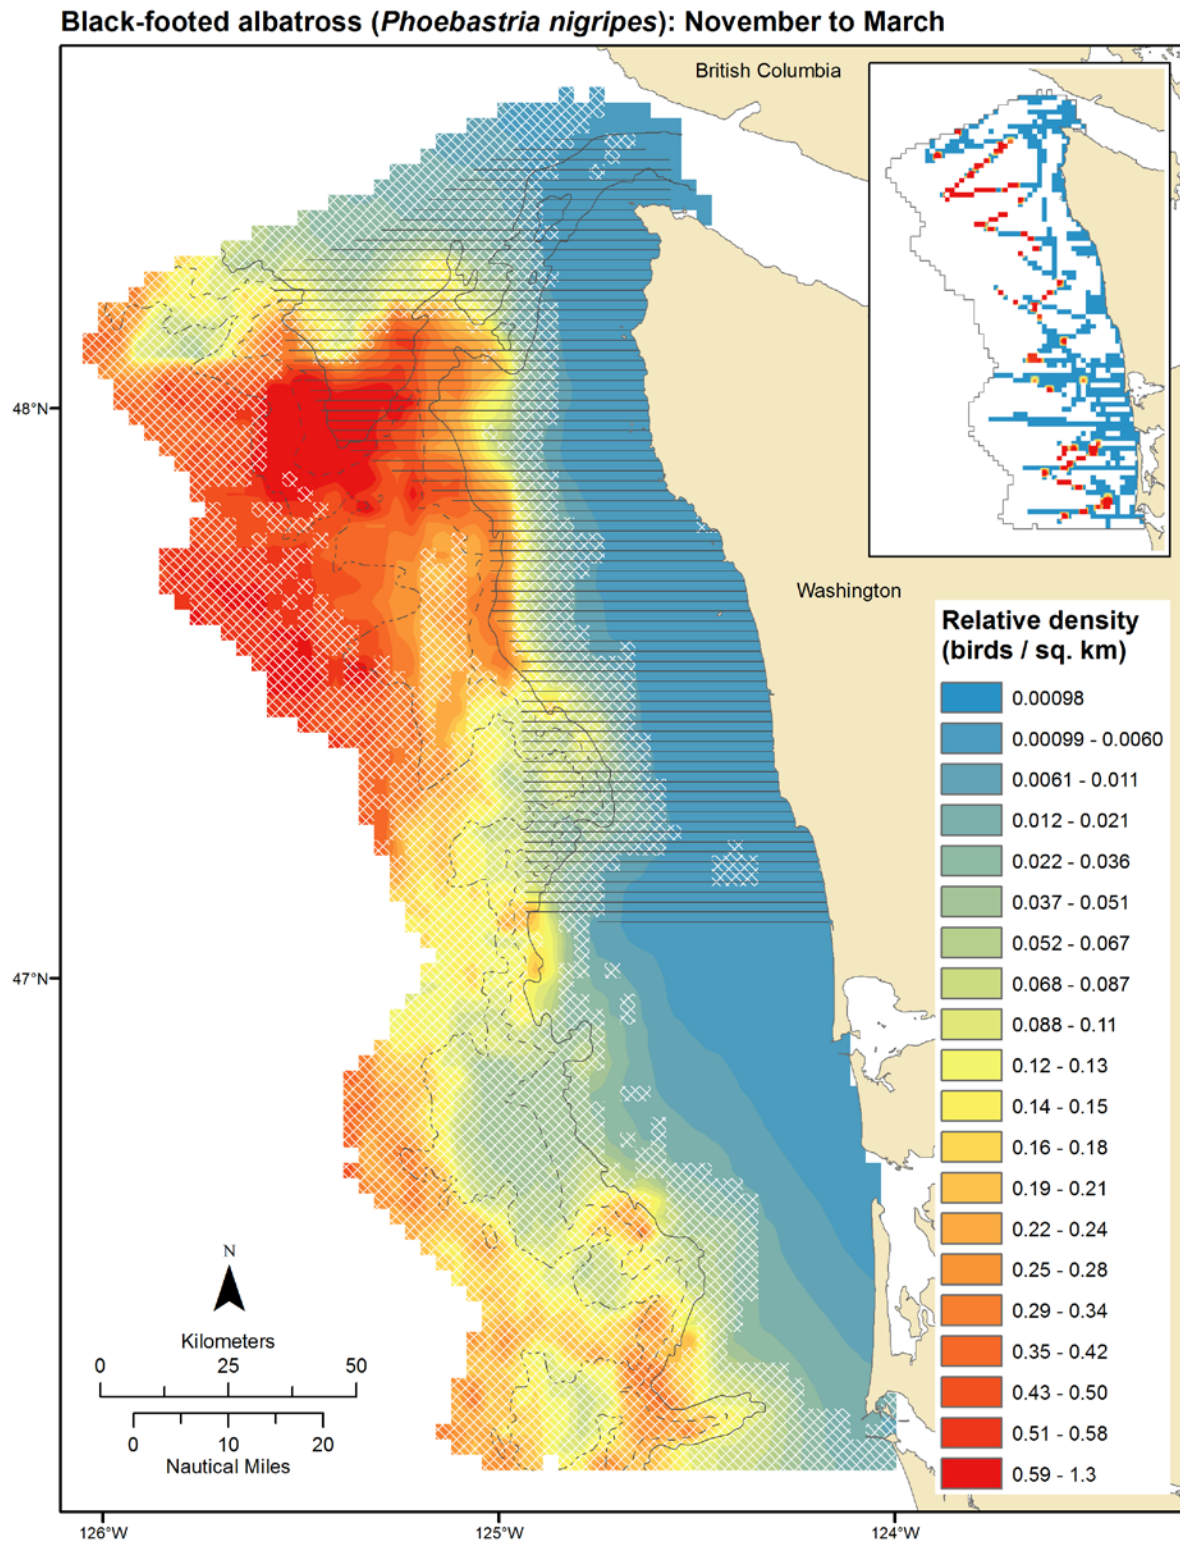 Black-footed albatross (Phoebastria nigripes): November to March
British Columbia
48°N
Washington
Relative density
(birds / sq. km)
0.00098
0.00099 - 0.0060
0.0061 - 0.011
0.012 - 0.021
0.022 - 0.036
0.037 - 0.051
0.052 - 0.067
0.068 - 0.087
0.088 - 0.11
0.12 - 0.13
0.14 - 0.15
0.16 - 0.18
0.19 - 0.21
0.22 - 0.24
0.25 - 0.28
0.29 - 0.34
0.35 - 0.42
0.43 - 0.50
0.51 - 0.58
0.59 - 1.3
47°N
N
Kilometers
0 25 50
0 10 20
Nautical Miles
126°W 125°W 124°W